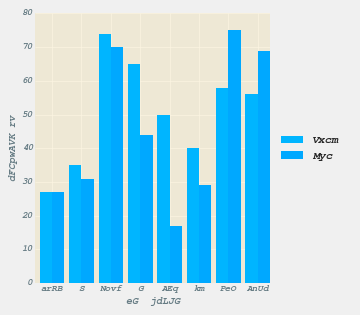 80
70
60
50
40
30
20
10
0
dFCpwAVK rv
arRB S Novf G AEq km PeO AnUd
eG jdLJG
Vxcm
Myc